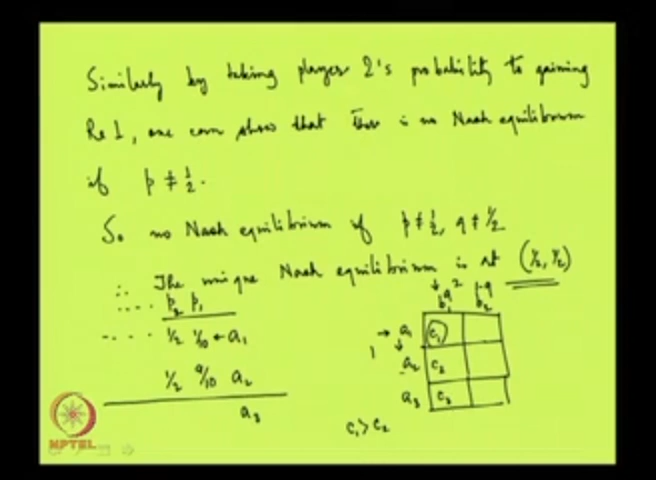 Similarly by taking player 2's probability to gaining
Re 1, one can show that there is no Nash equilibrium
if p ≠ 1/2.
So no Nash equilibrium if p ≠ 1/2, q ≠ 1/2
∴ The unique Nash equilibrium is at (1/2, 1/2)
p2 p1
1/2 1/10 ← a1
1/2 9/10 a2
a3
2
q 1-q
b1 b2
1 → a1 c1
a2 c2
a3 c3
c1 > c2
NPTEL